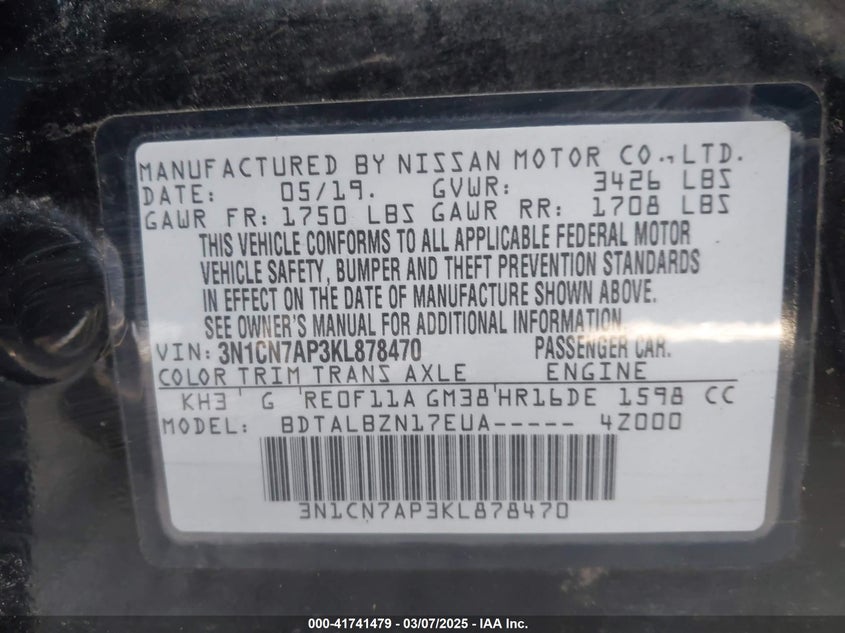 MANUFACTURED BY NISSAN MOTOR CO.,LTD.
DATE: 05/19. GVWR: 3426 LBS
GAWR FR: 1750 LBS GAWR RR: 1708 LBS
THIS VEHICLE CONFORMS TO ALL APPLICABLE FEDERAL MOTOR
VEHICLE SAFETY, BUMPER AND THEFT PREVENTION STANDARDS
IN EFFECT ON THE DATE OF MANUFACTURE SHOWN ABOVE.
SEE OWNER'S MANUAL FOR ADDITIONAL INFORMATION.
VIN: 3N1CN7AP3KL878470 PASSENGER CAR.
COLOR TRIM TRANS AXLE ENGINE
KH3 G RE0F11A GM38 HR16DE 1598 CC
MODEL: BDTALBZN17EUA----- 4Z000
3N1CN7AP3KL878470
000-41741479 — 03/07/2025 — IAA Inc.